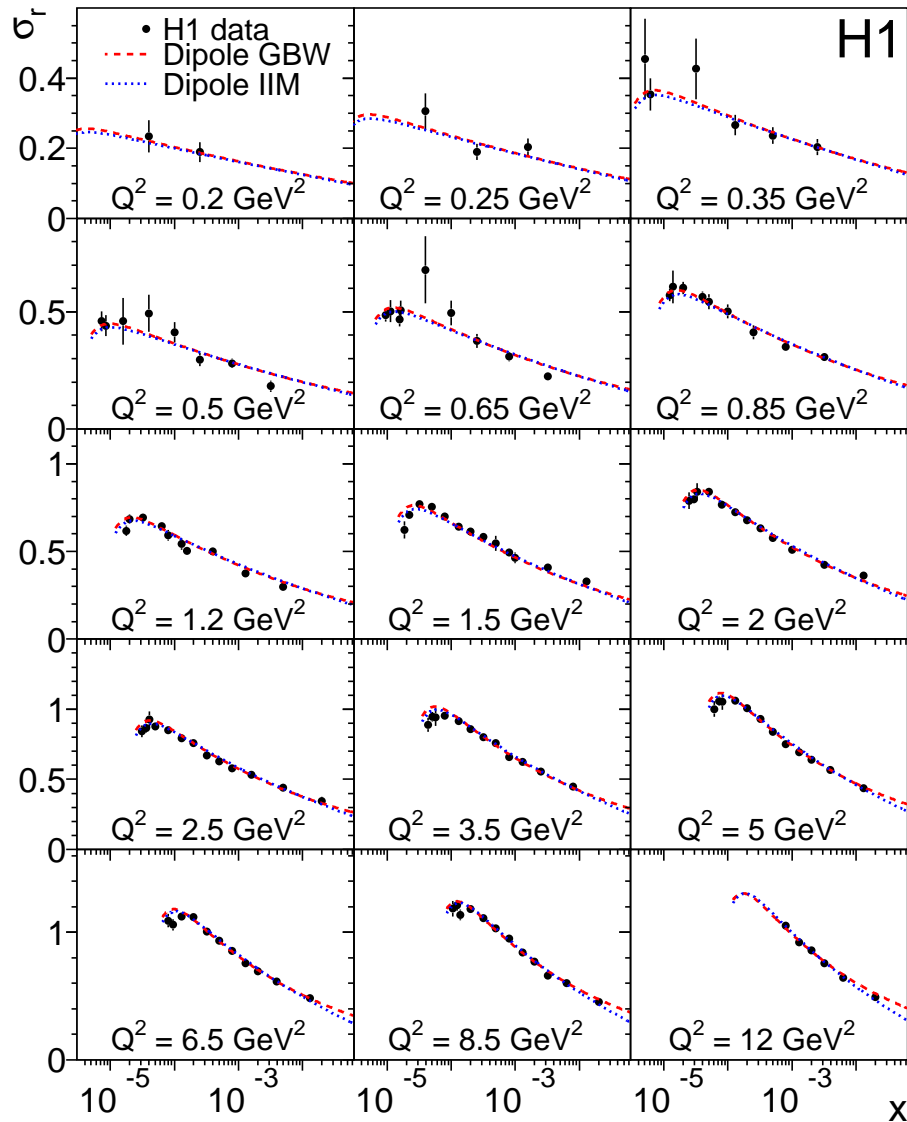 σr
H1 data
Dipole GBW
Dipole IIM
H1
0.4
0.2
0
Q² = 0.2 GeV²
Q² = 0.25 GeV²
Q² = 0.35 GeV²
0.5
0
Q² = 0.5 GeV²
Q² = 0.65 GeV²
Q² = 0.85 GeV²
1
0.5
0
Q² = 1.2 GeV²
Q² = 1.5 GeV²
Q² = 2 GeV²
1
0.5
0
Q² = 2.5 GeV²
Q² = 3.5 GeV²
Q² = 5 GeV²
1
0
Q² = 6.5 GeV²
Q² = 8.5 GeV²
Q² = 12 GeV²
10⁻⁵ 10⁻³ 10⁻⁵ 10⁻³ 10⁻⁵ 10⁻³ x